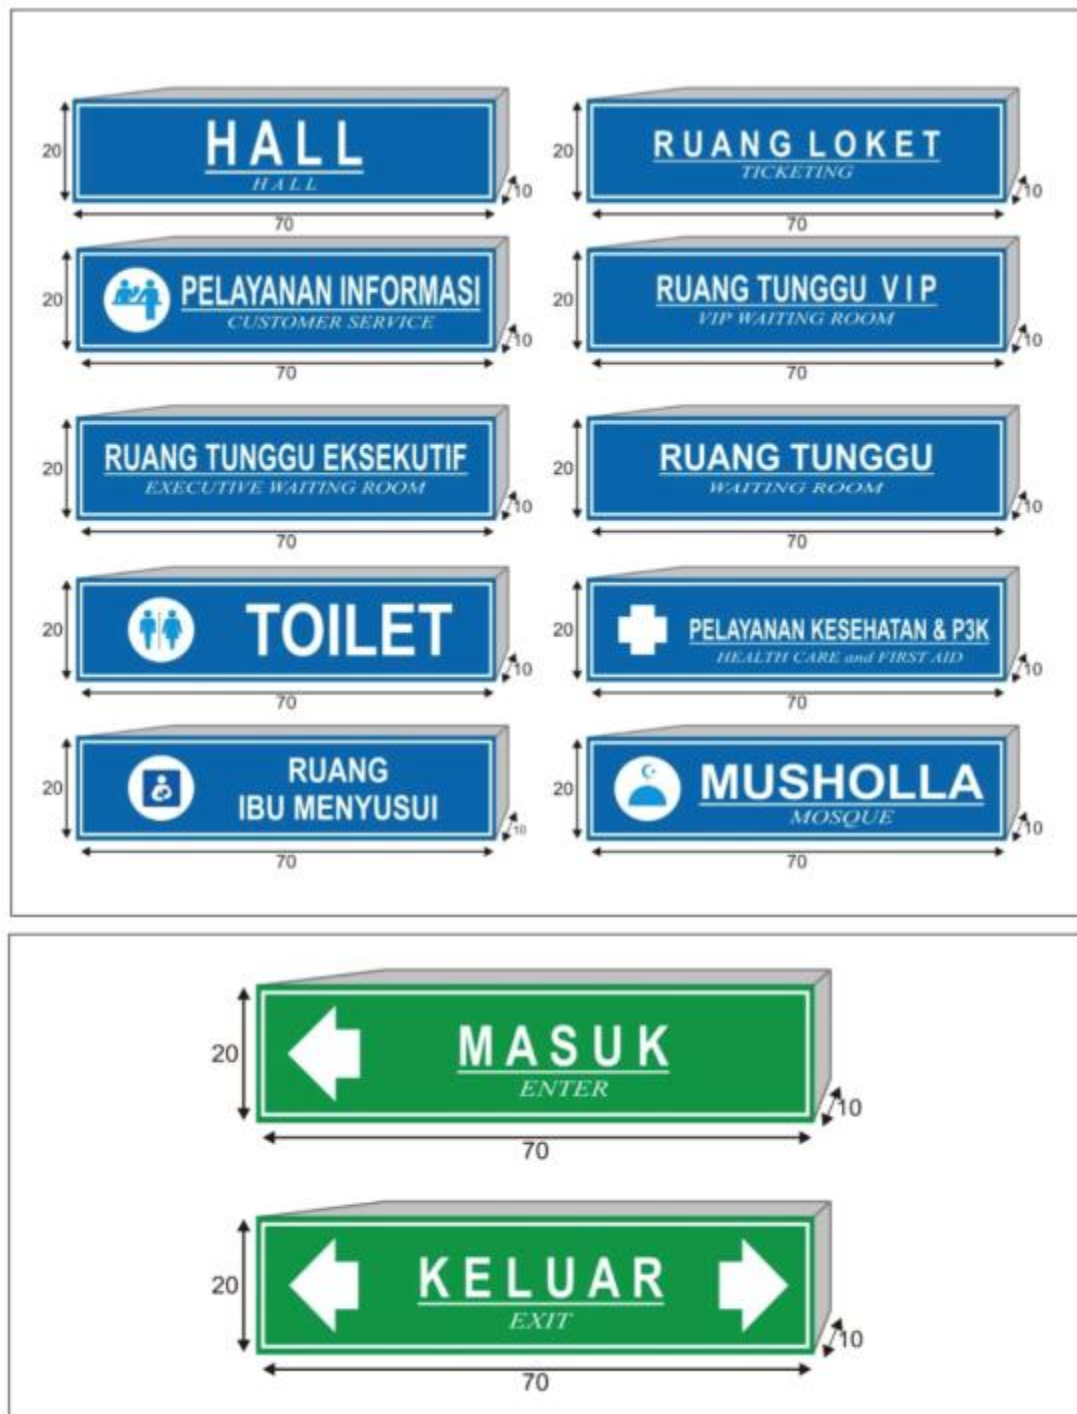 HALL
HALL
20
10
70
RUANG LOKET
TICKETING
20
10
70
PELAYANAN INFORMASI
CUSTOMER SERVICE
20
10
70
RUANG TUNGGU VIP
VIP WAITING ROOM
20
10
70
RUANG TUNGGU EKSEKUTIF
EXECUTIVE WAITING ROOM
20
10
70
RUANG TUNGGU
WAITING ROOM
20
10
70
TOILET
20
10
70
PELAYANAN KESEHATAN & P3K
HEALTH CARE and FIRST AID
20
10
70
RUANG
IBU MENYUSUI
20
10
70
MUSHOLLA
MOSQUE
20
10
70
MASUK
ENTER
20
10
70
KELUAR
EXIT
20
10
70